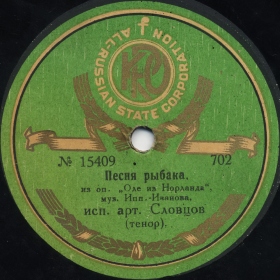 ALL-RUSSIAN STATE CORPORATION
№ 15409 702
Песня рыбака,
из оп. „Оле из Норланда“,
муз. Ипп.-Иванова,
исп. арт. Словцов
(тенор).